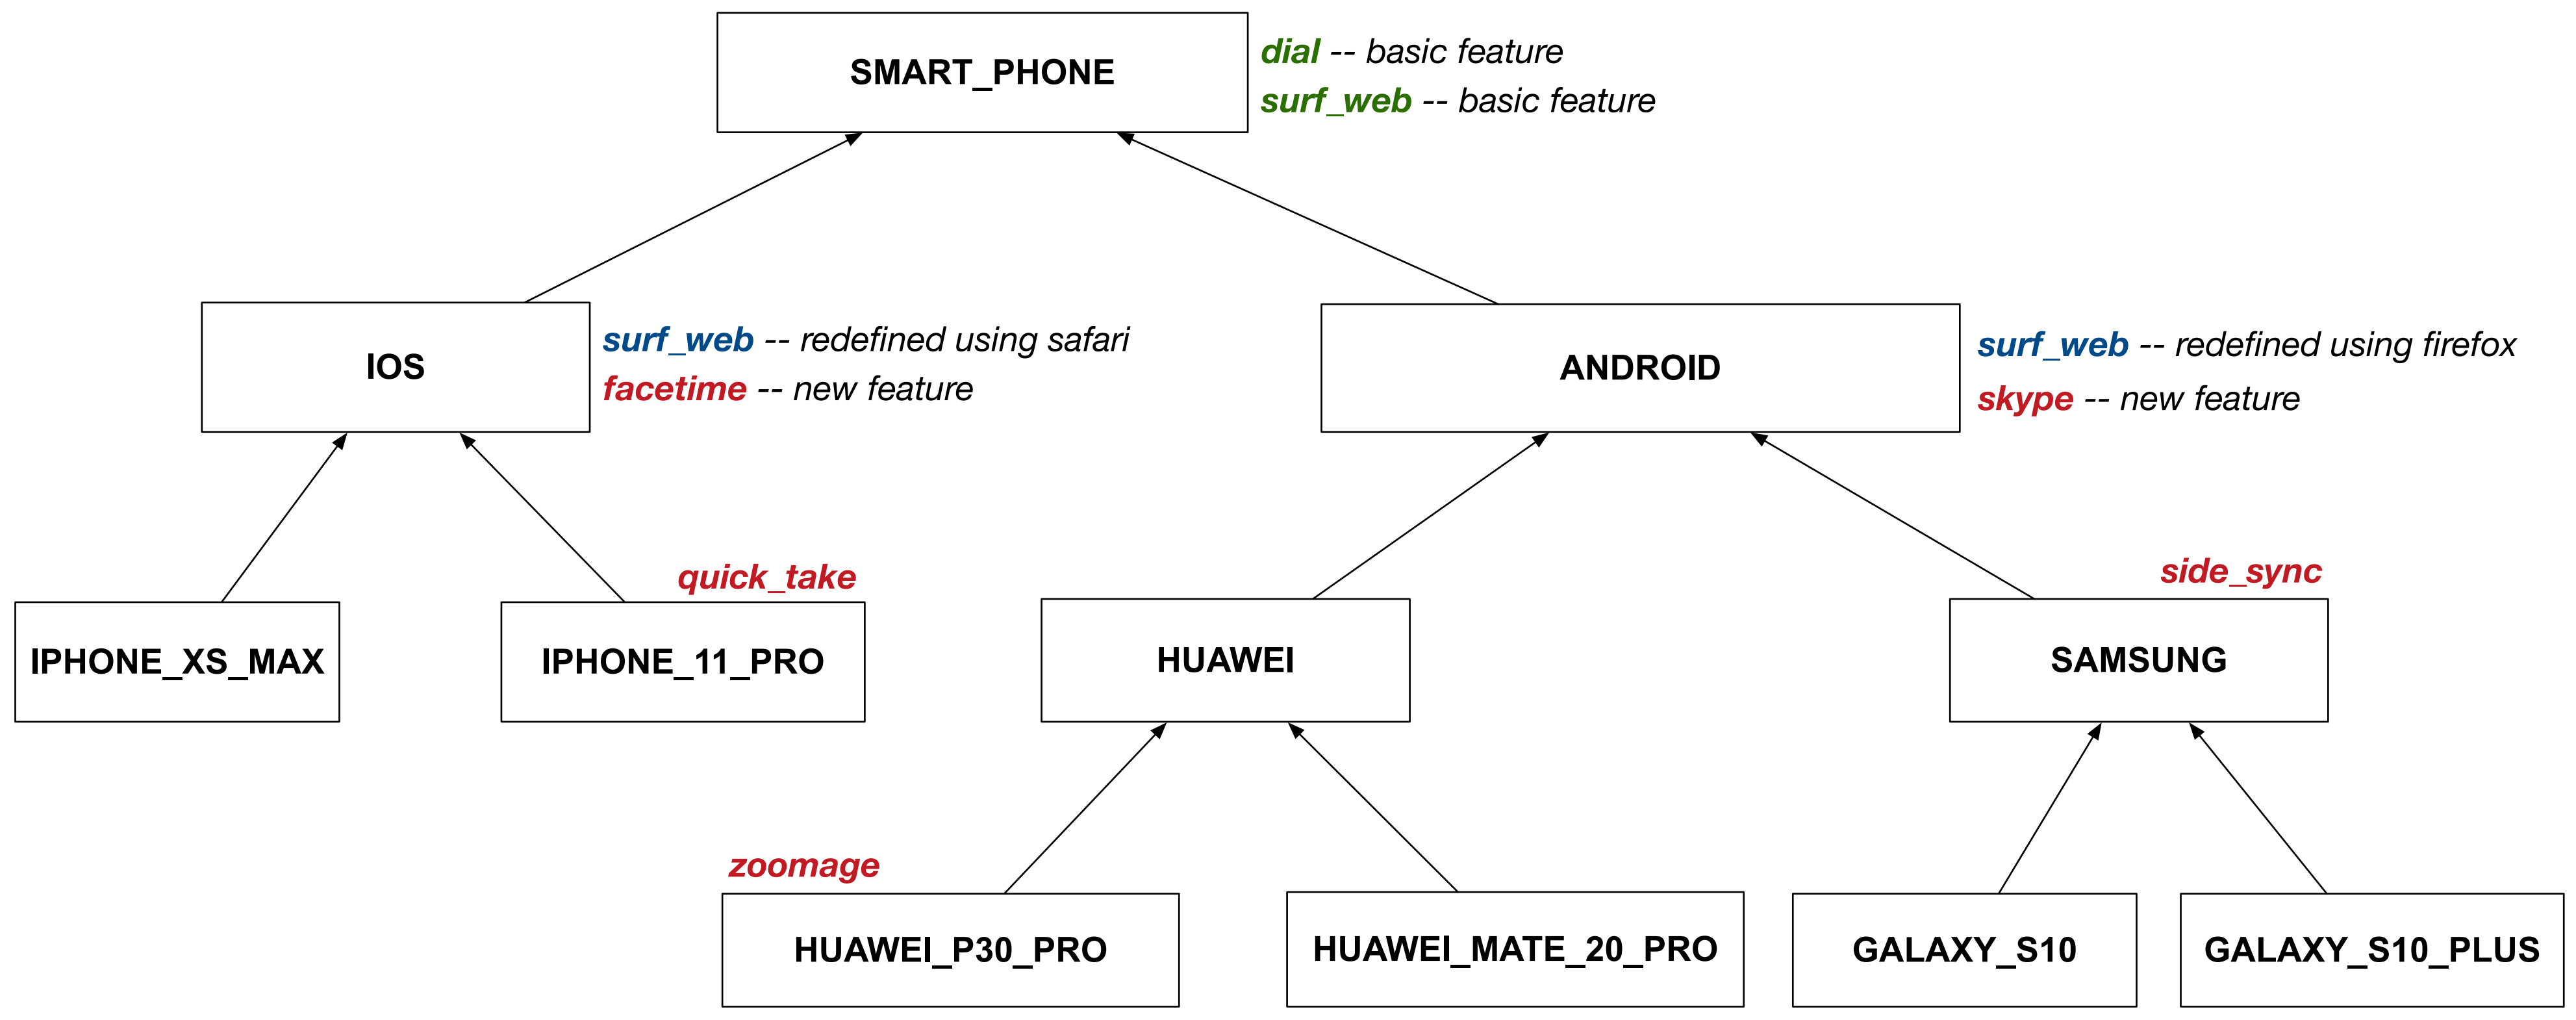 SMART_PHONE
dial -- basic feature
surf_web -- basic feature
IOS
surf_web -- redefined using safari
facetime -- new feature
ANDROID
surf_web -- redefined using firefox
skype -- new feature
IPHONE_XS_MAX
quick_take
IPHONE_11_PRO
HUAWEI
side_sync
SAMSUNG
zoomage
HUAWEI_P30_PRO
HUAWEI_MATE_20_PRO
GALAXY_S10
GALAXY_S10_PLUS